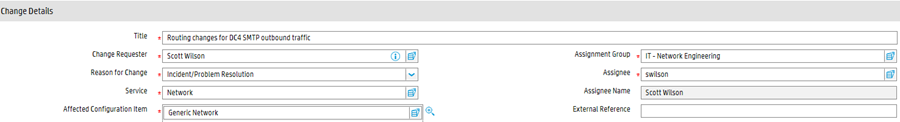 Change Details
Title Routing changes for DC4 SMTP outbound traffic
Change Requester Scott Wilson Assignment Group IT - Network Engineering
Reason for Change Incident/Problem Resolution Assignee swilson
Service Network Assignee Name Scott Wilson
Affected Configuration Item Generic Network External Reference